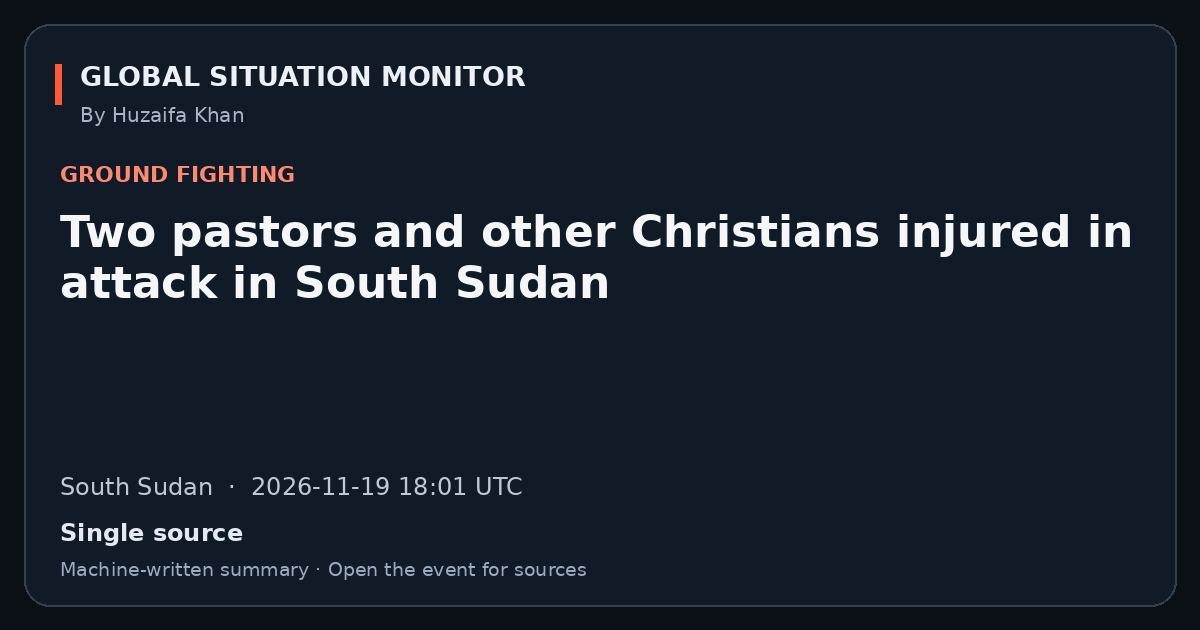 GLOBAL SITUATION MONITOR
By Huzaifa Khan
GROUND FIGHTING
Two pastors and other Christians injured in
attack in South Sudan
South Sudan · 2026-11-19 18:01 UTC
Single source
Machine-written summary · Open the event for sources